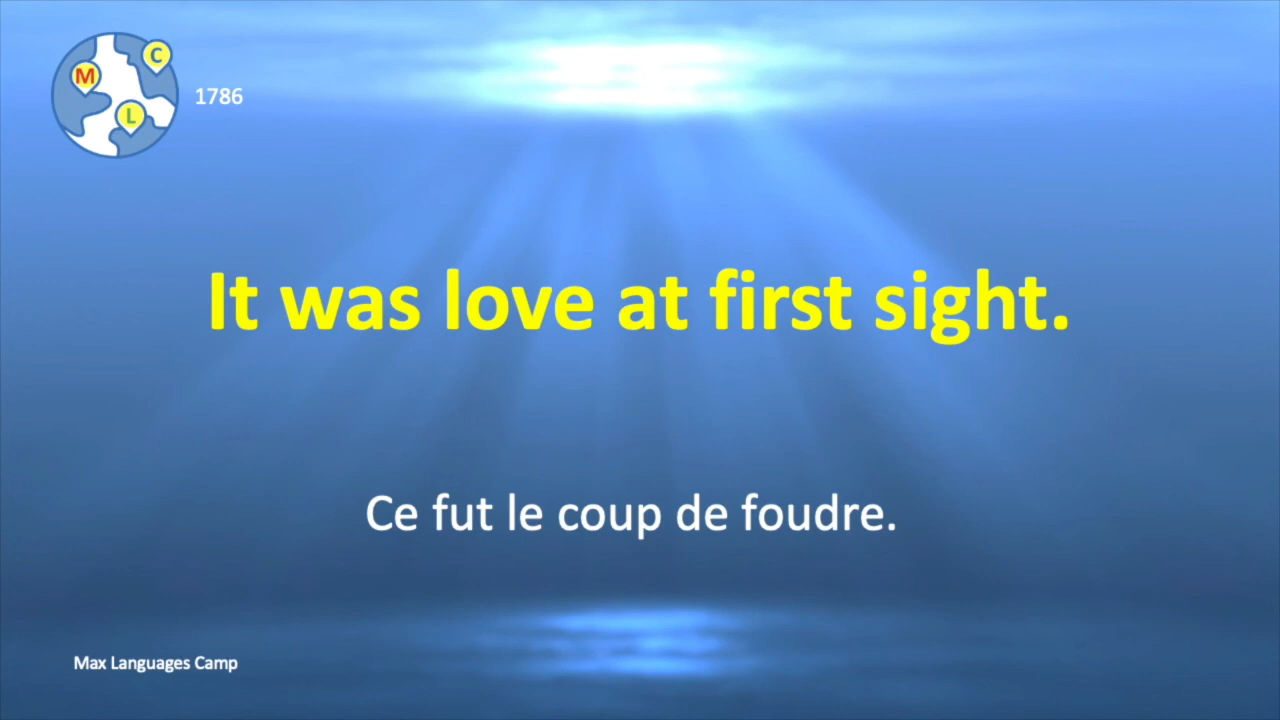 C
M
L
1786
It was love at first sight.
Ce fut le coup de foudre.
Max Languages Camp